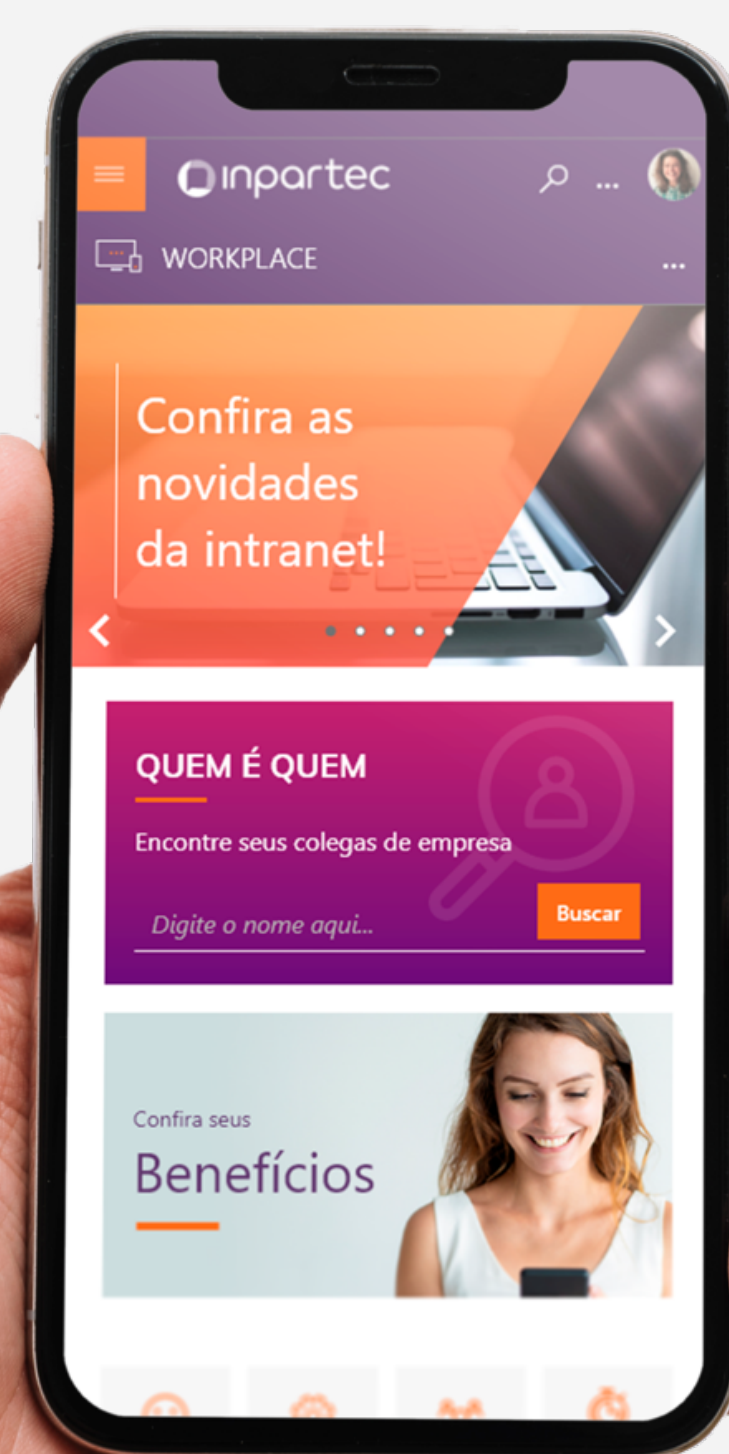 inpartec
...
WORKPLACE
...
Confira as
novidades
da intranet!
QUEM É QUEM
Encontre seus colegas de empresa
Digite o nome aqui...
Buscar
Confira seus
Benefícios